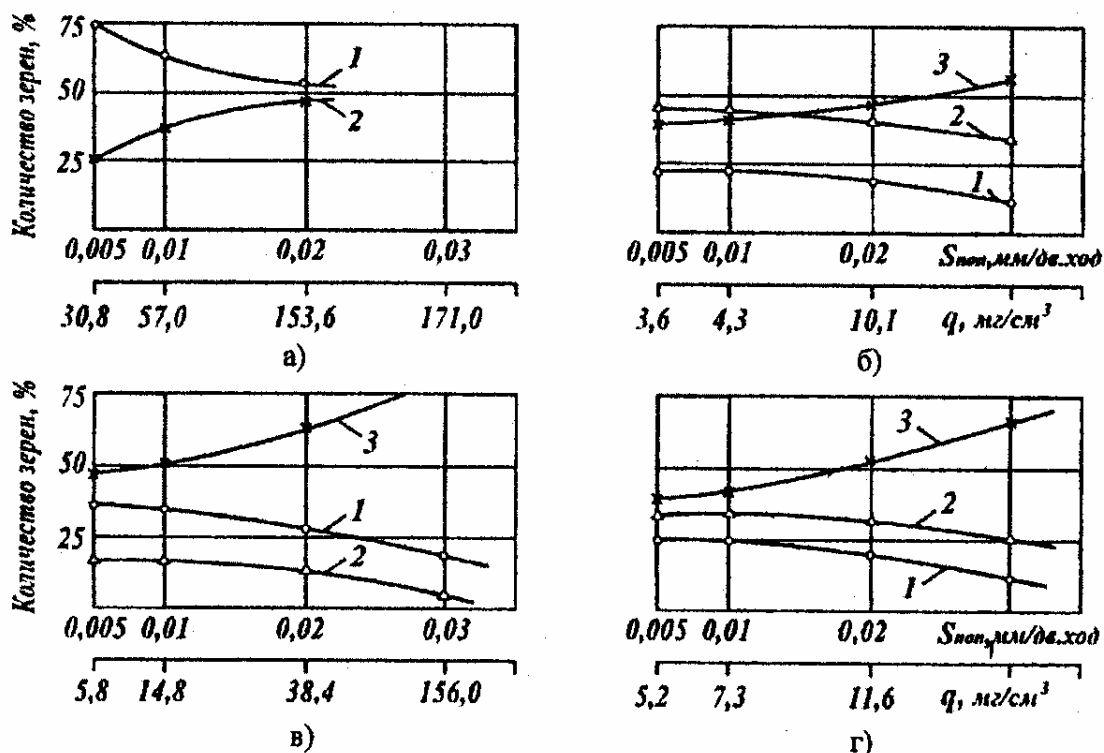 Количество зерен, %
75
50
25
1
2
0,005 0,01 0,02 0,03
30,8 57,0 153,6 171,0
а)
3
2
1
0,005 0,01 0,02 Sпоп, мм/дв.ход
3,6 4,3 10,1 q, мг/см³
б)
Количество зерен, %
75
50
25
3
1
2
0,005 0,01 0,02 0,03
5,8 14,8 38,4 156,0
в)
3
2
1
0,005 0,01 0,02 Sпоп, мм/дв.ход
5,2 7,3 11,6 q, мг/см³
г)